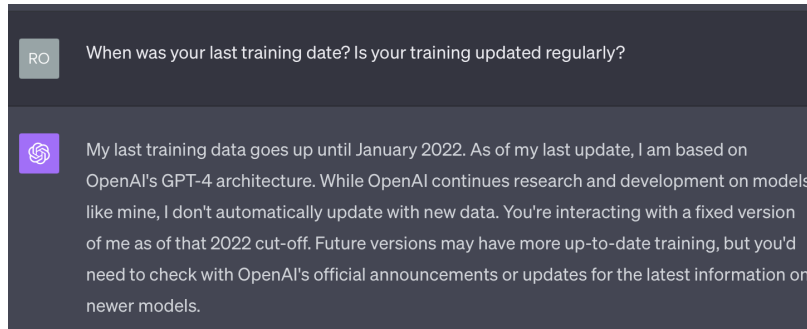 RO
When was your last training date? Is your training updated regularly?
My last training data goes up until January 2022. As of my last update, I am based on
OpenAI's GPT-4 architecture. While OpenAI continues research and development on models
like mine, I don't automatically update with new data. You're interacting with a fixed version
of me as of that 2022 cut-off. Future versions may have more up-to-date training, but you'd
need to check with OpenAI's official announcements or updates for the latest information on
newer models.